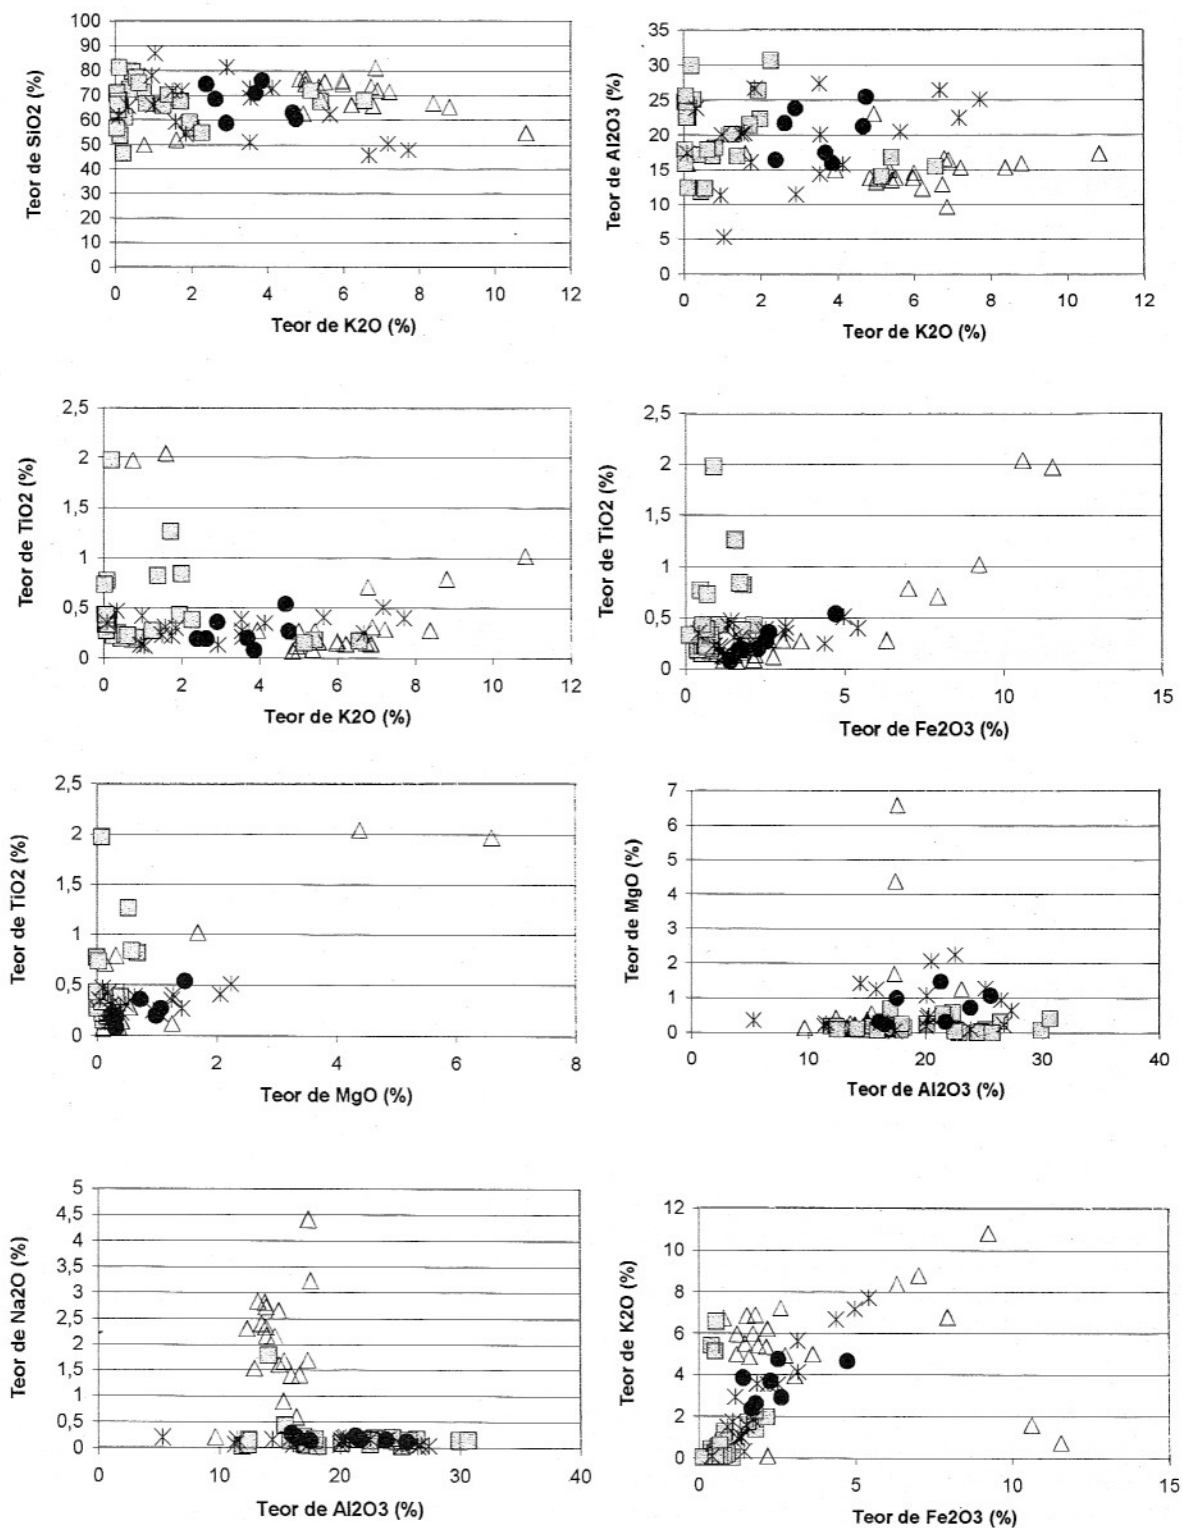 Teor de SiO2 (%)
100
90
80
70
60
50
40
30
20
10
0
0 2 4 6 8 10 12
Teor de K2O (%)
Teor de Al2O3 (%)
35
30
25
20
15
10
5
0
0 2 4 6 8 10 12
Teor de K2O (%)
Teor de TiO2 (%)
2,5
2
1,5
1
0,5
0
0 2 4 6 8 10 12
Teor de K2O (%)
Teor de TiO2 (%)
2,5
2
1,5
1
0,5
0
0 5 10 15
Teor de Fe2O3 (%)
Teor de TiO2 (%)
2,5
2
1,5
1
0,5
0
0 2 4 6 8
Teor de MgO (%)
Teor de MgO (%)
7
6
5
4
3
2
1
0
0 10 20 30 40
Teor de Al2O3 (%)
Teor de Na2O (%)
5
4,5
4
3,5
3
2,5
2
1,5
1
0,5
0
0 10 20 30 40
Teor de Al2O3 (%)
Teor de K2O (%)
12
10
8
6
4
2
0
0 5 10 15
Teor de Fe2O3 (%)